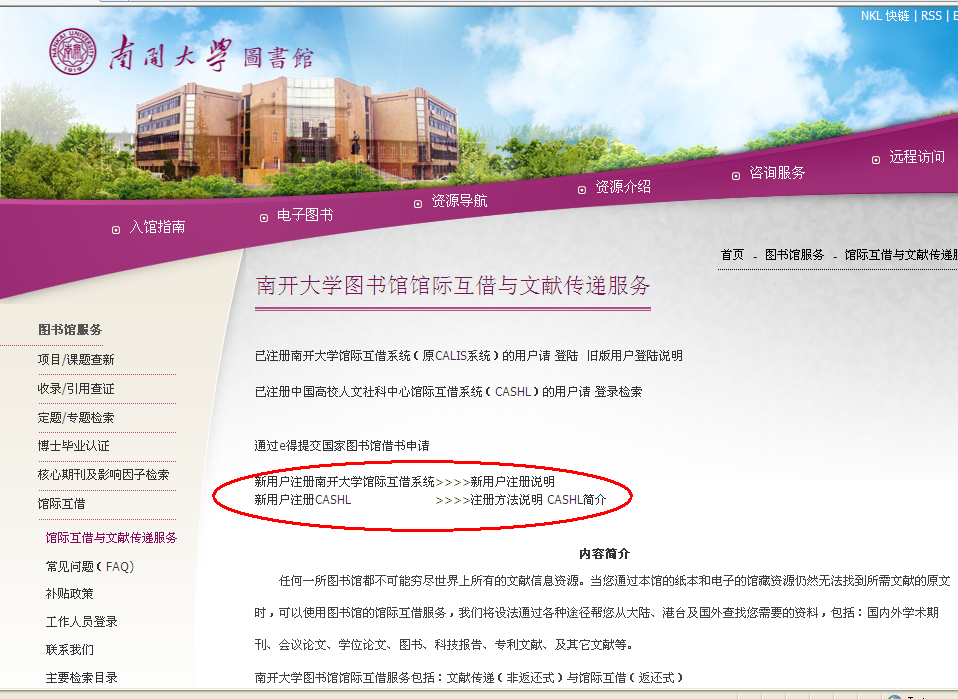 NKL 快链 | RSS | E
NANKAI UNIVERSITY
1919
南開大學圖書館
入馆指南
电子图书
资源导航
资源介绍
咨询服务
远程访问
首页 - 图书馆服务 - 馆际互借与文献传递服
南开大学图书馆馆际互借与文献传递服务
图书馆服务
项目/课题查新
收录/引用查证
定题/专题检索
博士毕业认证
核心期刊及影响因子检索
馆际互借
馆际互借与文献传递服务
常见问题(FAQ)
补贴政策
工作人员登录
联系我们
主要检索目录
已注册南开大学馆际互借系统(原CALIS系统)的用户请 登陆 旧版用户登陆说明
已注册中国高校人文社科中心馆际互借系统(CASHL)的用户请 登录检索
通过e得提交国家图书馆借书申请
新用户注册南开大学馆际互借系统>>>>新用户注册说明
新用户注册CASHL >>>>注册方法说明 CASHL简介
内容简介
任何一所图书馆都不可能穷尽世界上所有的文献信息资源。当您通过本馆的纸本和电子的馆藏资源仍然无法找到所需文献的原文
时,可以使用图书馆的馆际互借服务,我们将设法通过各种途径帮您从大陆、港台及国外查找您需要的资料,包括:国内外学术期
刊、会议论文、学位论文、图书、科技报告、专利文献、及其它文献等。
南开大学图书馆馆际互借服务包括:文献传递(非返还式)与馆际互借(返还式)